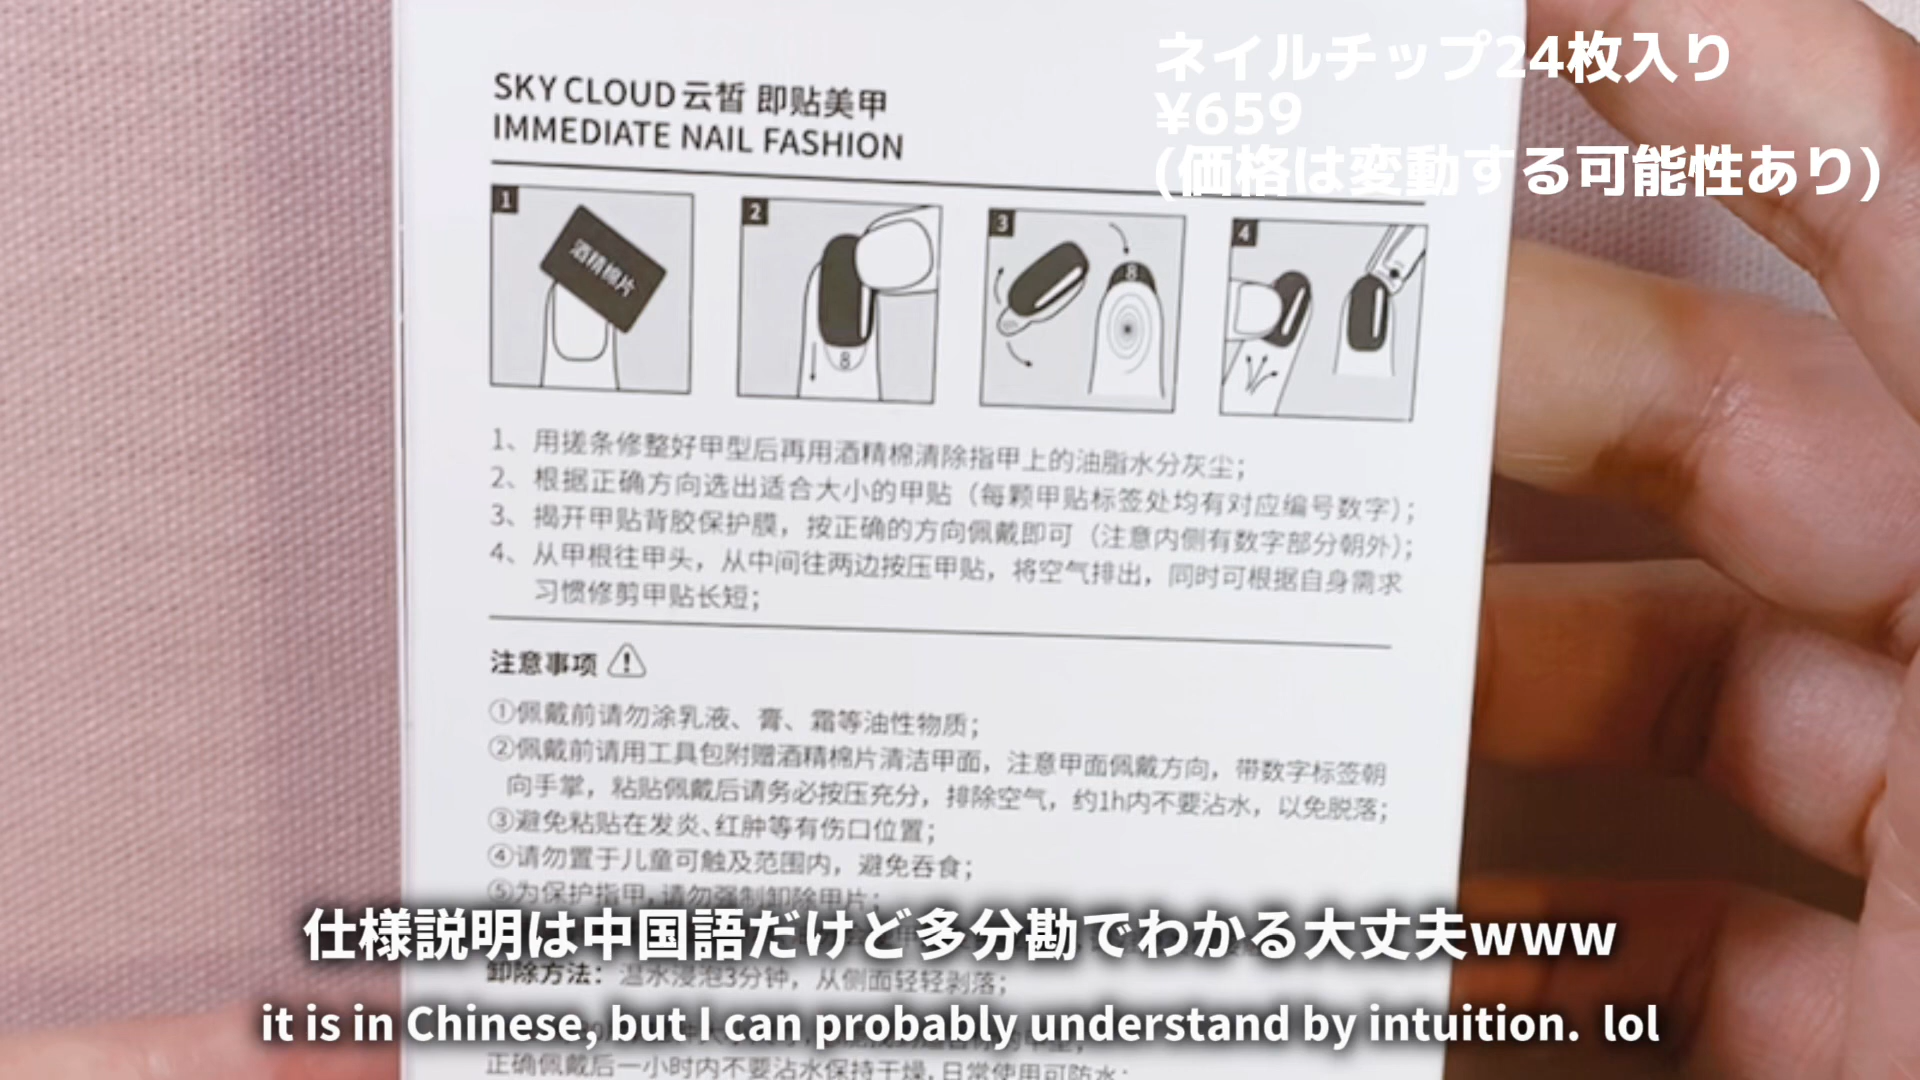 ネイルチップ24枚入り
¥659
(価格は変動する可能性あり)
SKY CLOUD 云皙 即贴美甲
IMMEDIATE NAIL FASHION
1
酒精棉片
2
8
3
8
4
1、用搓条修整好甲型后再用酒精棉清除指甲上的油脂水分灰尘；
2、根据正确方向选出适合大小的甲贴（每颗甲贴标签处均有对应编号数字）；
3、揭开甲贴背胶保护膜，按正确的方向佩戴即可（注意内侧有数字部分朝外）；
4、从甲根往甲头，从中间往两边按压甲贴，将空气排出，同时可根据自身需求
习惯修剪甲贴长短；
注意事项
①佩戴前请勿涂乳液、膏、霜等油性物质；
②佩戴前请用工具包附赠酒精棉片清洁甲面，注意甲面佩戴方向，带数字标签朝
向手掌，粘贴佩戴后请务必按压充分，排除空气，约1h内不要沾水，以免脱落；
③避免粘贴在发炎、红肿等有伤口位置；
④请勿置于儿童可触及范围内，避免吞食；
⑤为保护指甲，请勿强制卸除甲片；
仕様説明は中国語だけど多分勘でわかる大丈夫www
卸除方法：温水浸泡3分钟，从侧面轻轻剥落；
it is in Chinese, but I can probably understand by intuition. lol
正确佩戴后一小时内不要沾水保持干燥，日常使用可防水；